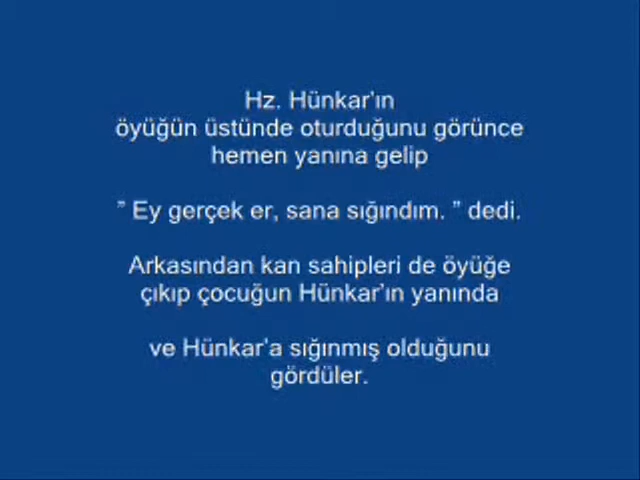 Hz. Hünkar'ın
öyüğün üstünde oturduğunu görünce
hemen yanına gelip
" Ey gerçek er, sana sığındım. " dedi.
Arkasından kan sahipleri de öyüğe
çıkıp çocuğun Hünkar'ın yanında
ve Hünkar'a sığınmış olduğunu
gördüler.